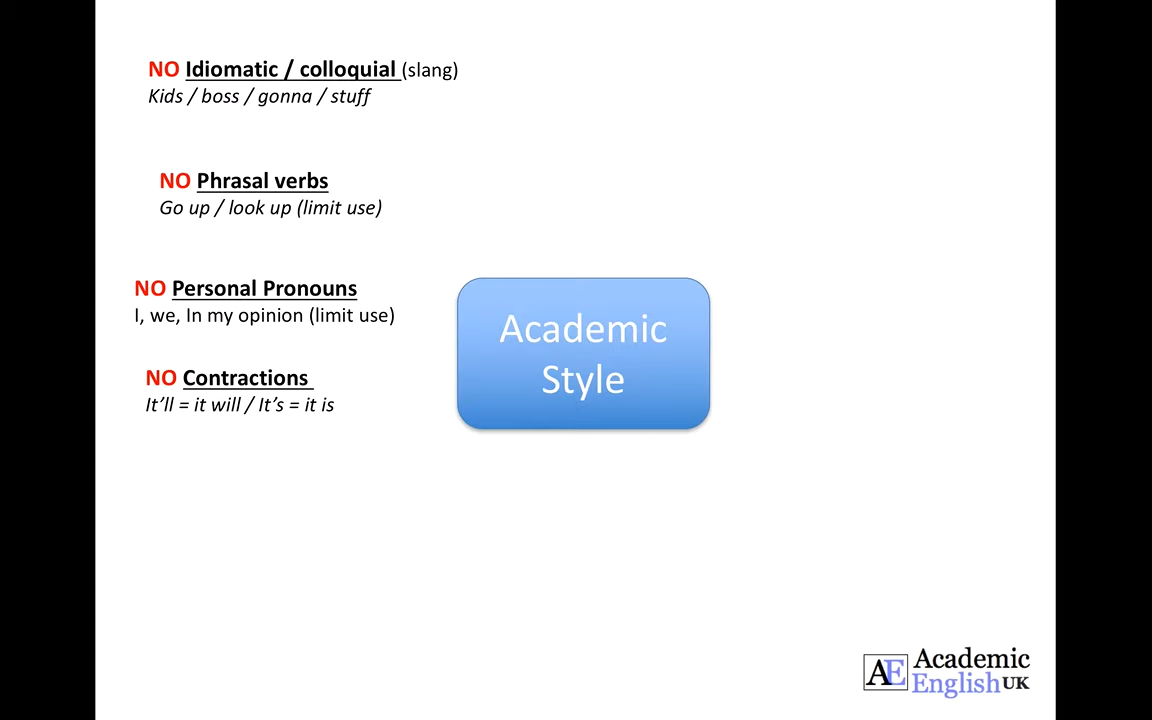 NO Idiomatic / colloquial (slang)
Kids / boss / gonna / stuff
NO Phrasal verbs
Go up / look up (limit use)
NO Personal Pronouns
I, we, In my opinion (limit use)
NO Contractions
It’ll = it will / It’s = it is
Academic
Style
AE
Academic
English UK